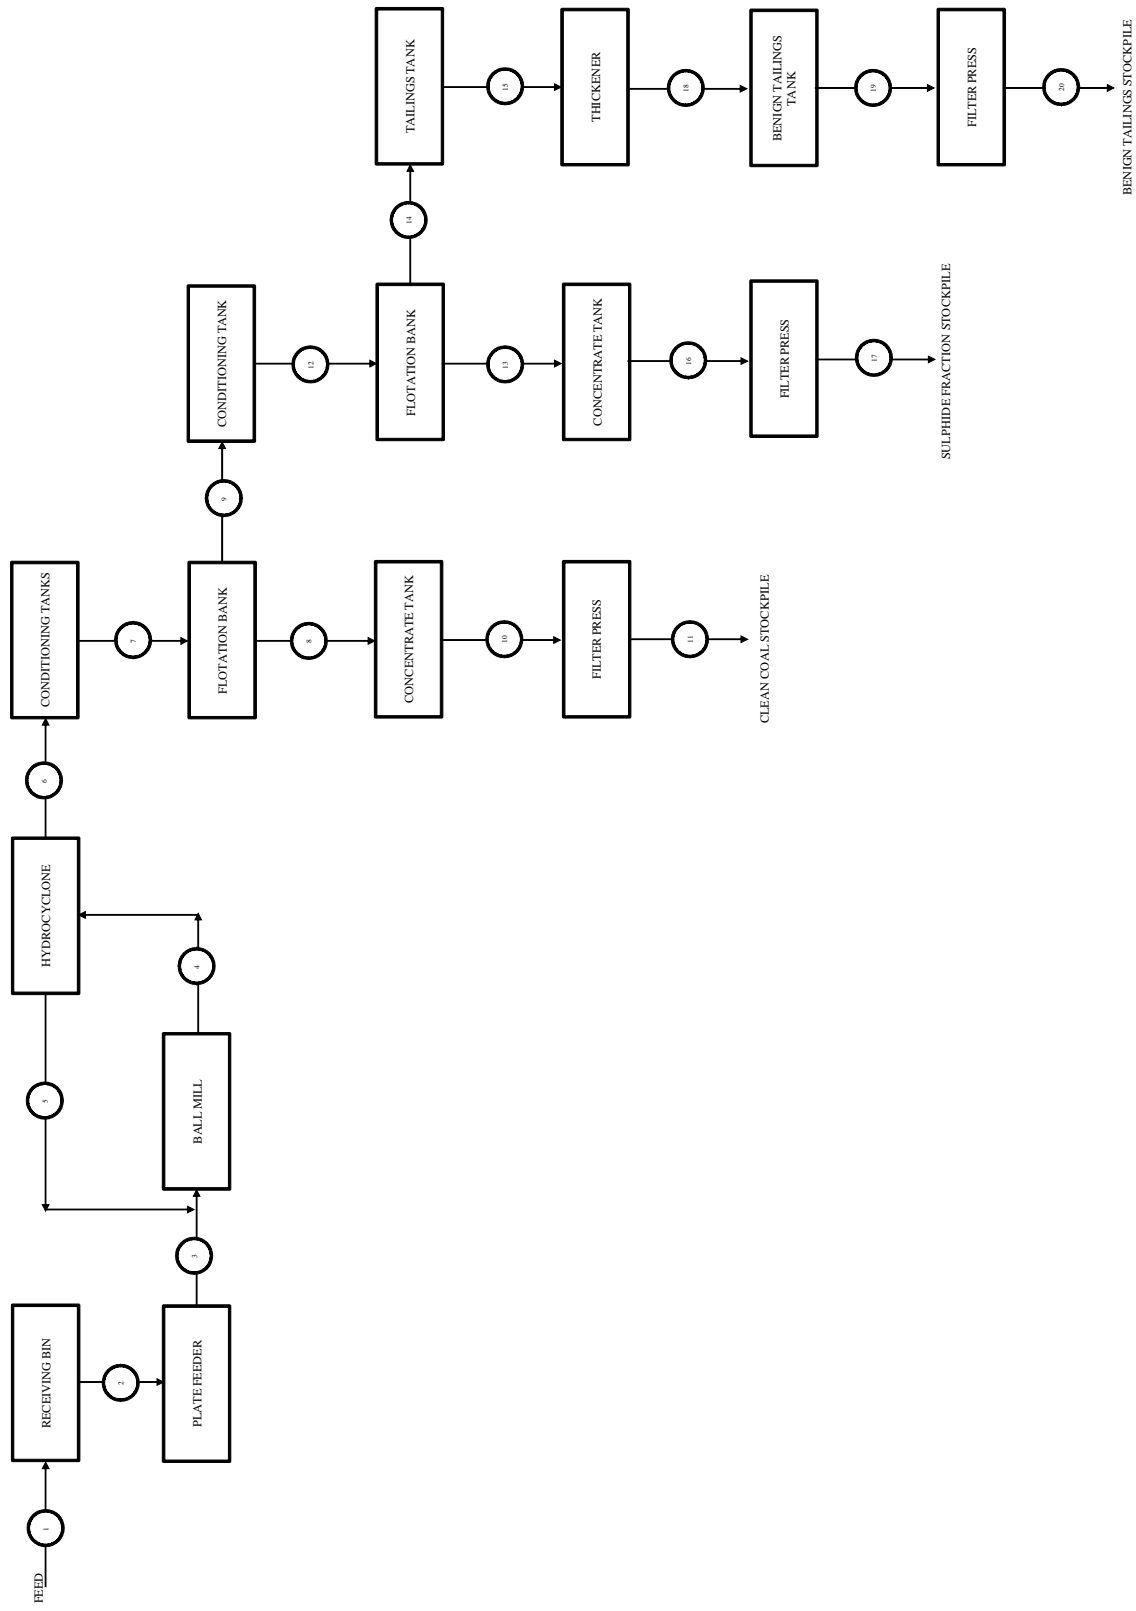 FEED
1
RECEIVING BIN
2
PLATE FEEDER
3
BALL MILL
4
HYDROCYCLONE
5
6
CONDITIONING TANKS
7
FLOTATION BANK
8
CONCENTRATE TANK
10
FILTER PRESS
11
CLEAN COAL STOCKPILE
9
CONDITIONING TANK
12
FLOTATION BANK
13
CONCENTRATE TANK
16
FILTER PRESS
17
SULPHIDE FRACTION STOCKPILE
14
TAILINGS TANK
15
THICKENER
18
BENIGN TAILINGS
TANK
19
FILTER PRESS
20
BENIGN TAILINGS STOCKPILE